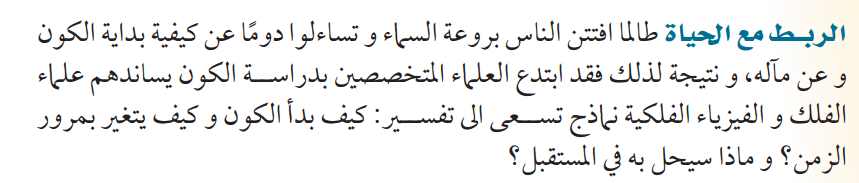 الربط مع الحياة طالما افتتن الناس بروعة السماء و تساءلوا دومًا عن كيفية بداية الكون
و عن مآله، و نتيجة لذلك فقد ابتدع العلماء المتخصصين بدراسة الكون يساندهم علماء
الفلك و الفيزياء الفلكية نماذج تسعى الى تفسير: كيف بدأ الكون و كيف يتغير بمرور
الزمن؟ و ماذا سيحل به في المستقبل؟